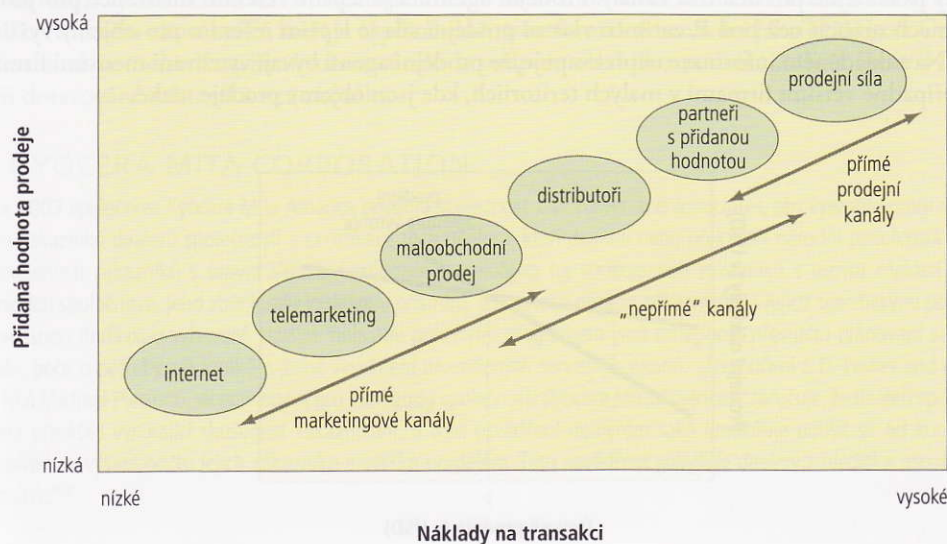 vysoká
Přidaná hodnota prodeje
prodejní síla
partneři
s přidanou
hodnotou
přímé
prodejní
kanály
distributoři
maloobchodní
prodej
„nepřímé“ kanály
telemarketing
internet
přímé
marketingové kanály
nízká
nízké
vysoké
Náklady na transakci